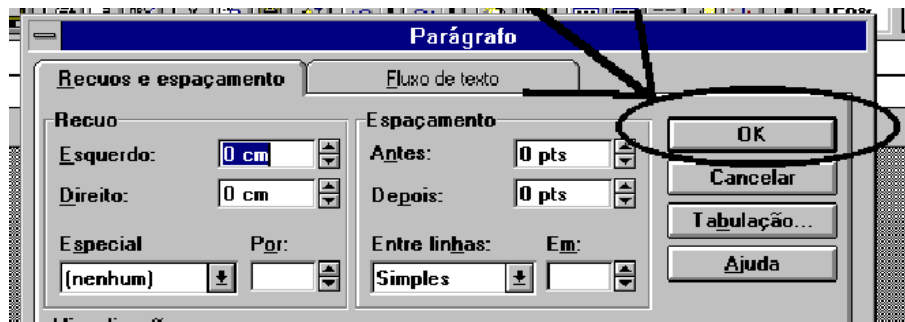 Parágrafo
Recuos e espaçamento
Fluxo de texto
Recuo
Esquerdo: 0 cm
Direito: 0 cm
Especial Por:
(nenhum)
Espaçamento
Antes: 0 pts
Depois: 0 pts
Entre linhas: Em:
Simples
OK
Cancelar
Tabulação...
Ajuda